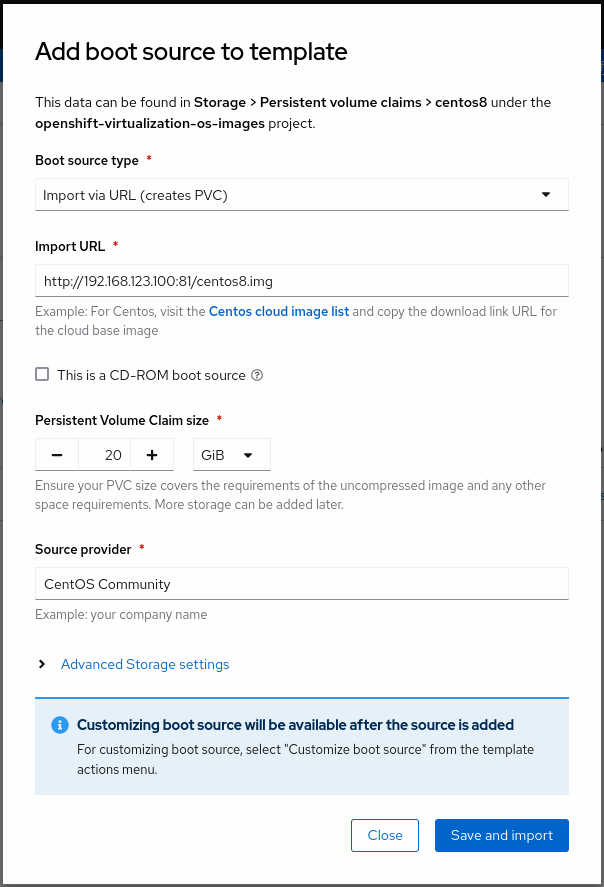 Add boot source to template
This data can be found in Storage > Persistent volume claims > centos8 under the
openshift-virtualization-os-images project.
Boot source type *
Import via URL (creates PVC)
Import URL *
http://192.168.123.100:81/centos8.img
Example: For Centos, visit the Centos cloud image list and copy the download link URL for
the cloud base image
This is a CD-ROM boot source
Persistent Volume Claim size *
20 GiB
Ensure your PVC size covers the requirements of the uncompressed image and any other
space requirements. More storage can be added later.
Source provider *
CentOS Community
Example: your company name
Advanced Storage settings
Customizing boot source will be available after the source is added
For customizing boot source, select "Customize boot source" from the template
actions menu.
Close Save and import